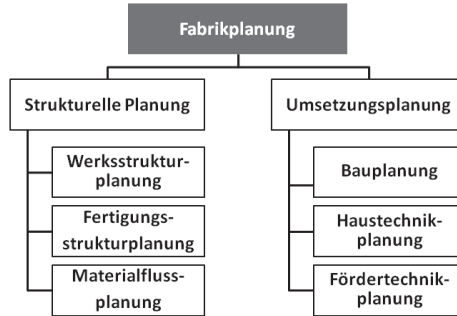 Fabrikplanung
Strukturelle Planung
Werksstruktur-
planung
Fertigungs-
strukturplanung
Materialfluss-
planung
Umsetzungsplanung
Bauplanung
Haustechnik-
planung
Fördertechnik-
planung